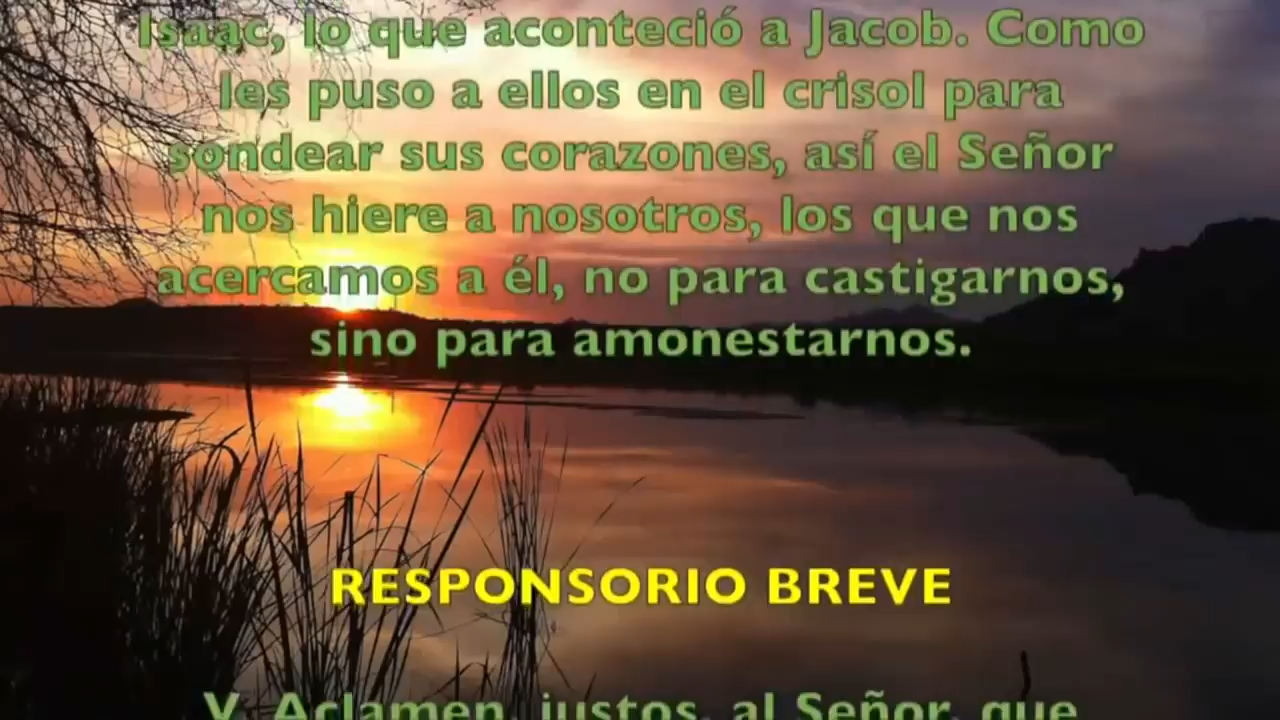 Isaac, lo que aconteció a Jacob. Como
les puso a ellos en el crisol para
sondear sus corazones, así el Señor
nos hiere a nosotros, los que nos
acercamos a él, no para castigarnos,
sino para amonestarnos.
RESPONSORIO BREVE
V. Aclamen, justos, al Señor, que